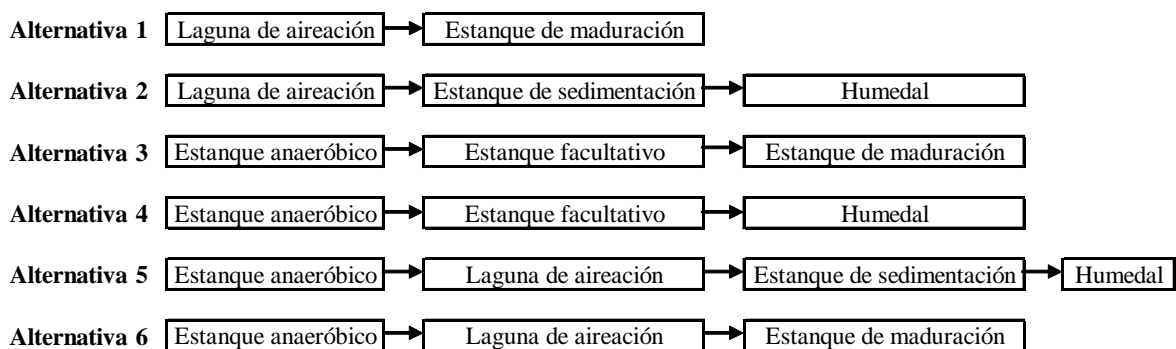 Alternativa 1 Laguna de aireación Estanque de maduración
Alternativa 2 Laguna de aireación Estanque de sedimentación Humedal
Alternativa 3 Estanque anaeróbico Estanque facultativo Estanque de maduración
Alternativa 4 Estanque anaeróbico Estanque facultativo Humedal
Alternativa 5 Estanque anaeróbico Laguna de aireación Estanque de sedimentación Humedal
Alternativa 6 Estanque anaeróbico Laguna de aireación Estanque de maduración